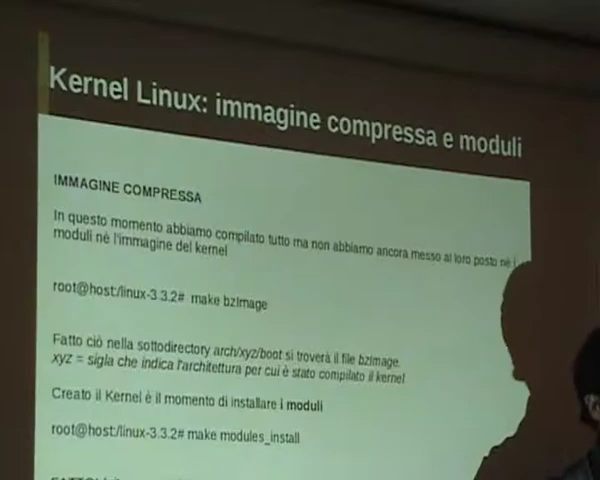 Kernel Linux: immagine compressa e moduli
IMMAGINE COMPRESSA
In questo momento abbiamo compilato tutto ma non abbiamo ancora messo al loro posto nè i
moduli nè l'immagine del kernel
root@host:/linux-3.3.2# make bzImage
Fatto ciò nella sottodirectory arch/xyz/boot si troverà il file bzImage.
xyz = sigla che indica l'architettura per cui è stato compilato il kernel
Creato il Kernel è il momento di installare i moduli
root@host:/linux-3.3.2# make modules_install